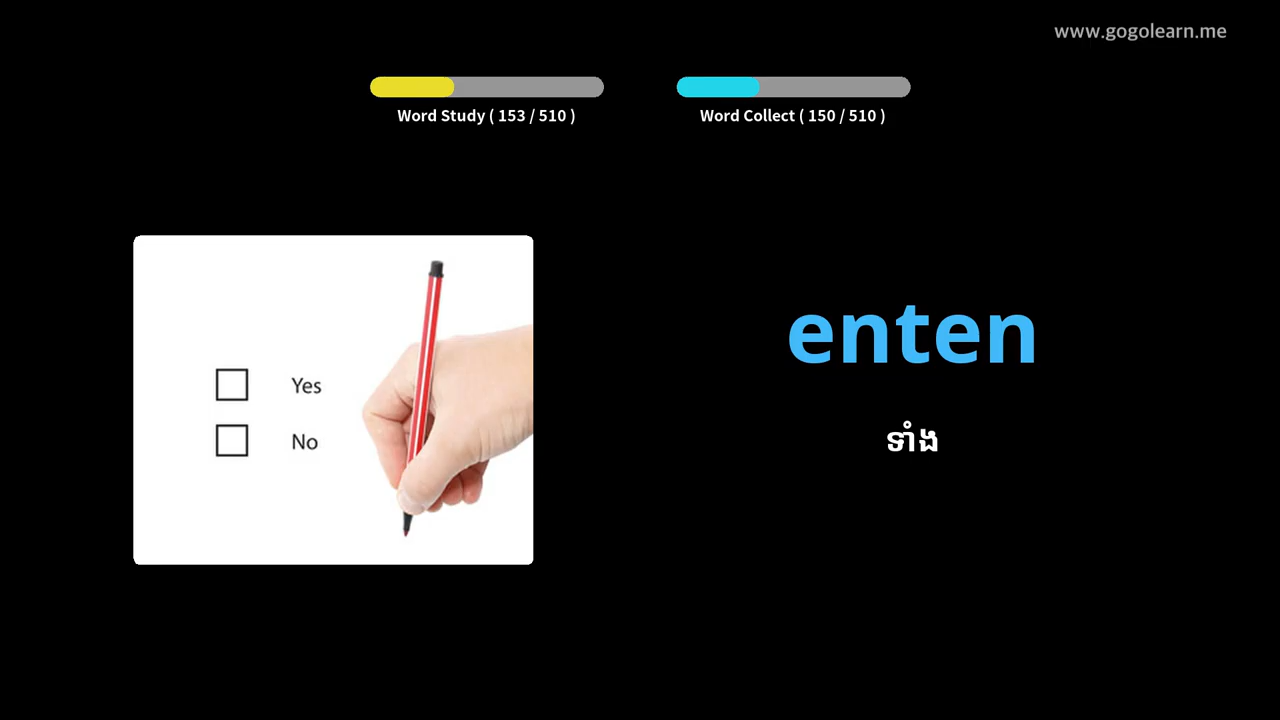 www.gogolearn.me
Word Study ( 153 / 510 )
Word Collect ( 150 / 510 )
Yes
No
enten
ទាំង